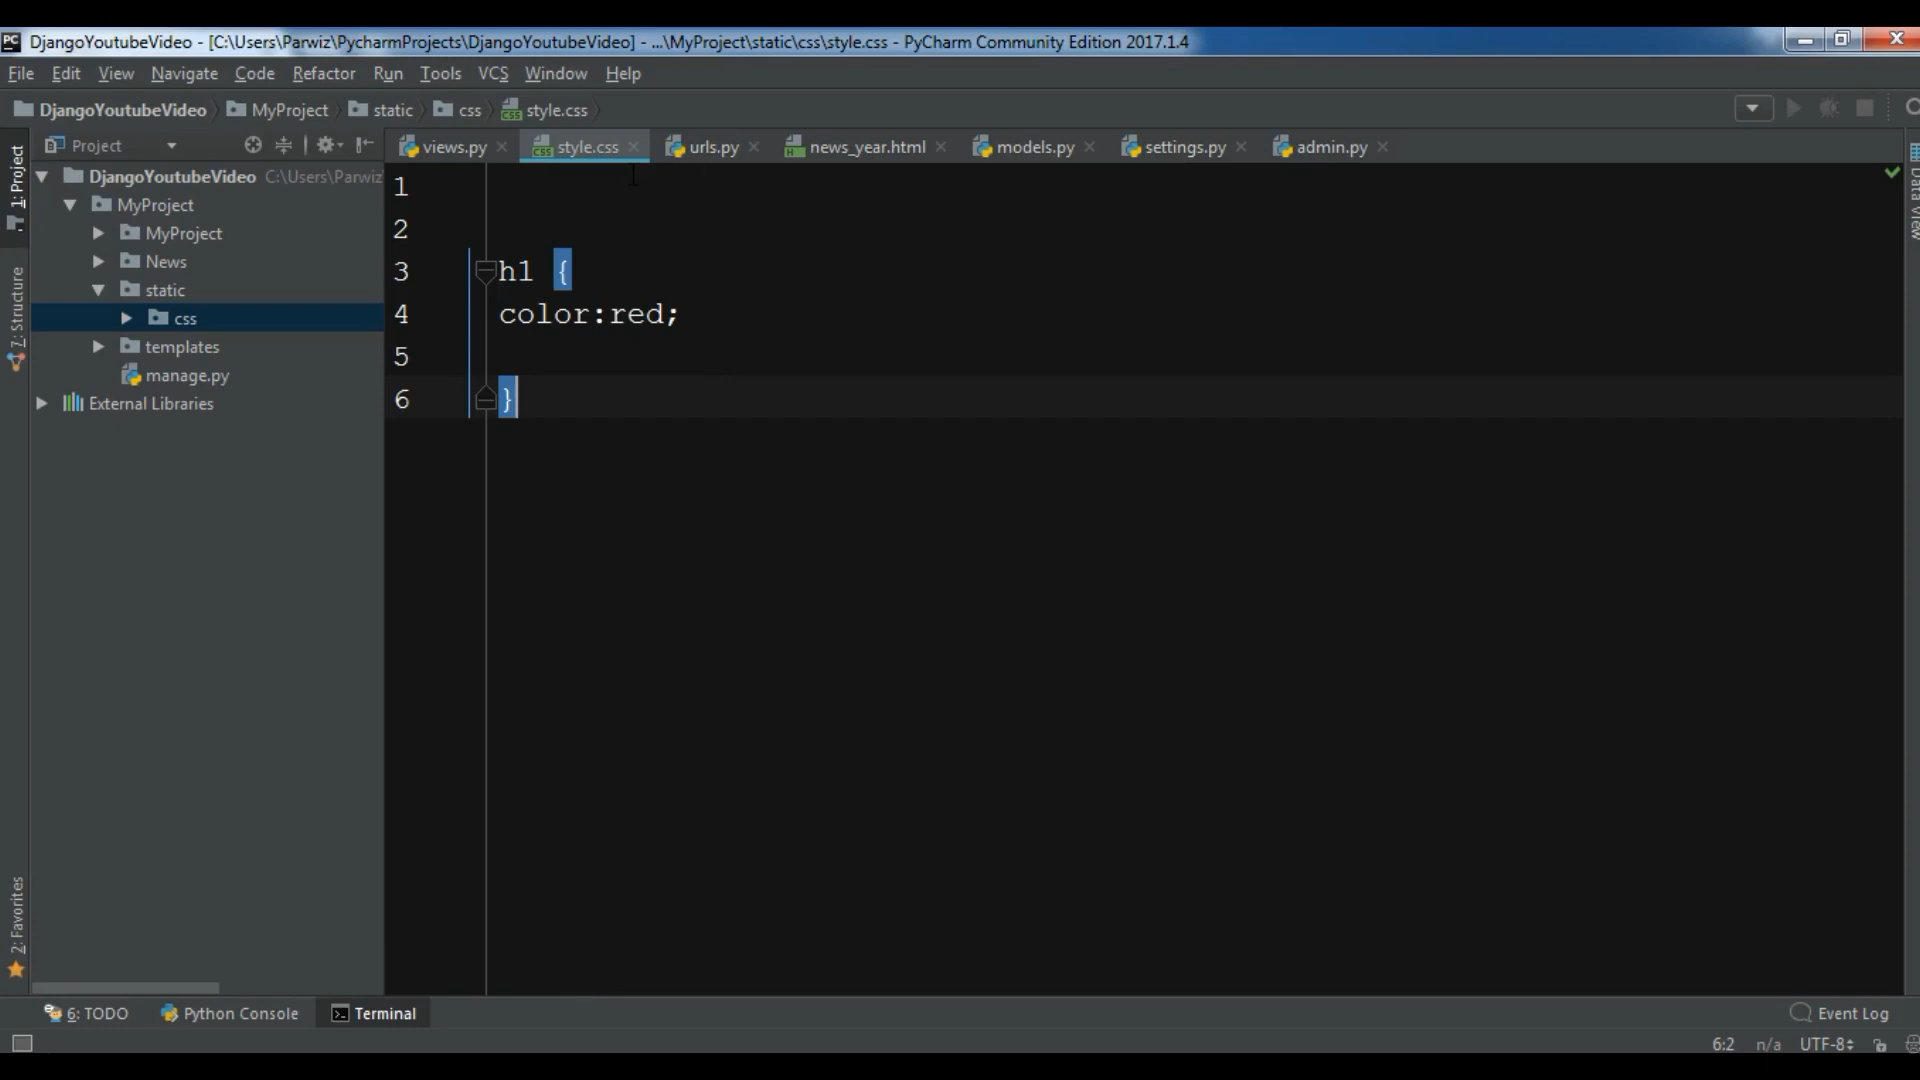 PC DjangoYoutubeVideo - [C:\Users\Parwiz\PycharmProjects\DjangoYoutubeVideo] - ...\MyProject\static\css\style.css - PyCharm Community Edition 2017.1.4
File Edit View Navigate Code Refactor Run Tools VCS Window Help
DjangoYoutubeVideo MyProject static css style.css
Project views.py style.css urls.py news_year.html models.py settings.py admin.py
1: Project
7: Structure
2: Favorites
DjangoYoutubeVideo C:\Users\Parwiz
MyProject
MyProject
News
static
css
templates
manage.py
External Libraries
1
2
3 h1 {
4 color:red;
5
6 }
Data View
6: TODO Python Console Terminal Event Log
6:2 n/a UTF-8